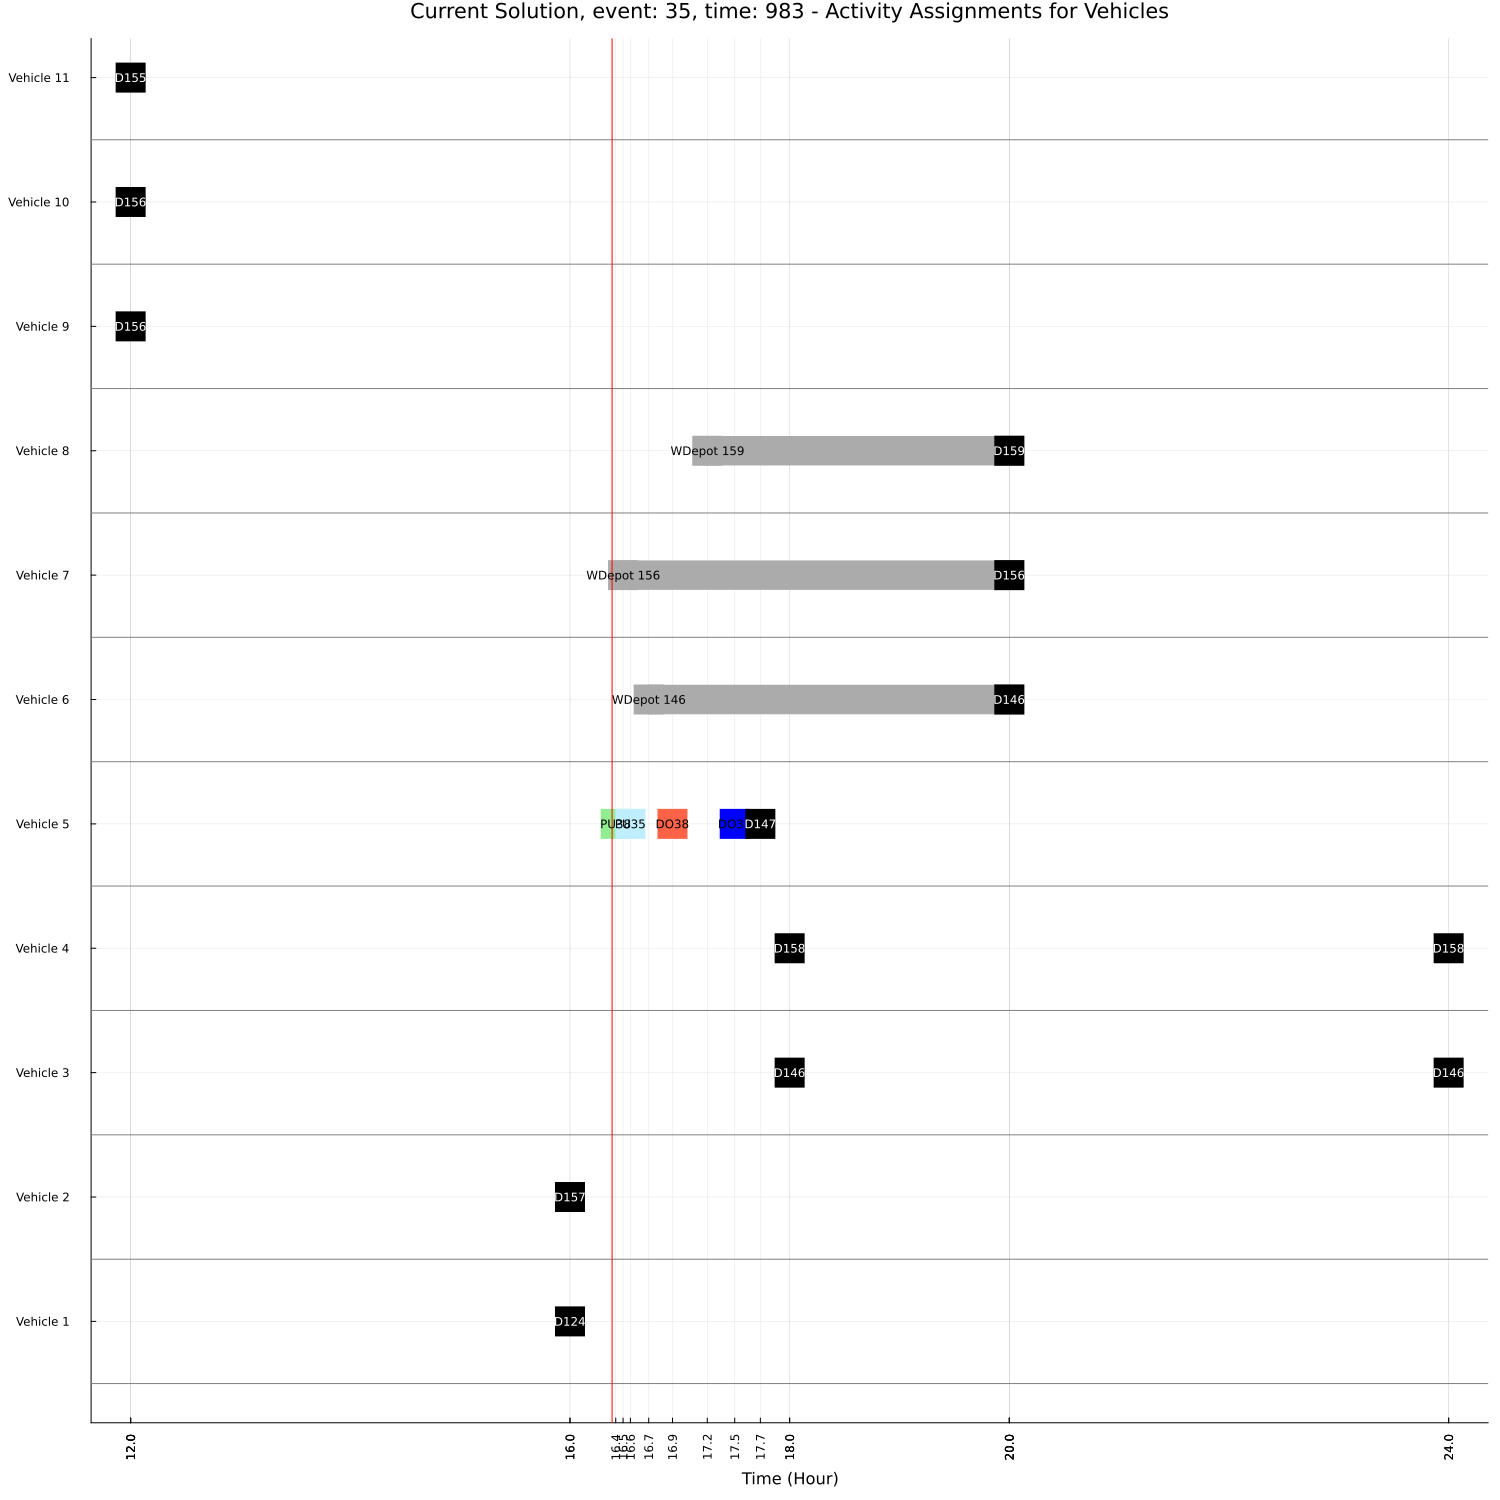 Current Solution, event: 35, time: 983 - Activity Assignments for Vehicles
Vehicle 11
D155
Vehicle 10
D156
Vehicle 9
D156
Vehicle 8
WDepot 159
D159
Vehicle 7
WDepot 156
D156
Vehicle 6
WDepot 146
D146
Vehicle 5
PU38
PU35
DO38
D147
Vehicle 4
D158
D158
Vehicle 3
D146
D146
Vehicle 2
D157
Vehicle 1
D124
12.0
16.0
16.4
16.5
16.6
16.7
16.9
17.2
17.5
17.7
18.0
20.0
24.0
Time (Hour)